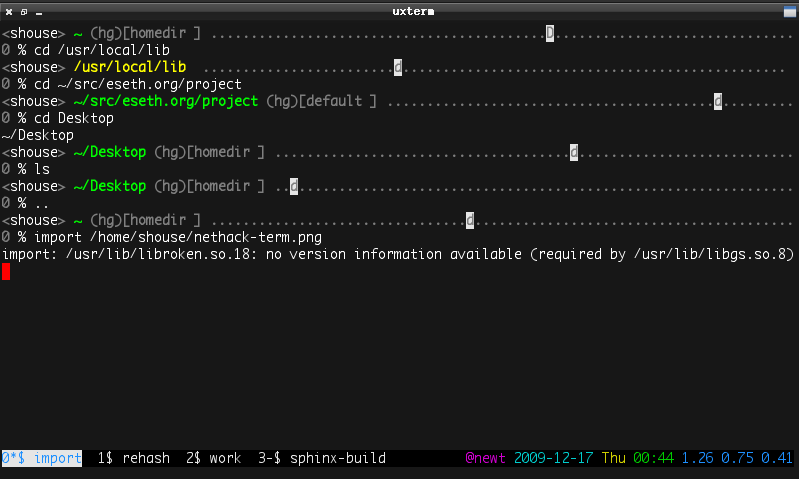 uxterm
<shouse> ~ (hg)[homedir ] .........................................D.............................
0 % cd /usr/local/lib
<shouse> /usr/local/lib ..........................d.....................................................
0 % cd ~/src/eseth.org/project
<shouse> ~/src/eseth.org/project (hg)[default ] ............................................d.........
0 % cd Desktop
~/Desktop
<shouse> ~/Desktop (hg)[homedir ] ........................................d.............................
0 % ls
<shouse> ~/Desktop (hg)[homedir ] ..d...................................................................
0 % ..
<shouse> ~ (hg)[homedir ] ...................................d...........................................
0 % import /home/shouse/nethack-term.png
import: /usr/lib/libroken.so.18: no version information available (required by /usr/lib/libgs.so.8)
0*$ import  1$ rehash  2$ work  3-$ sphinx-build @newt 2009-12-17 Thu 00:44 1.26 0.75 0.41